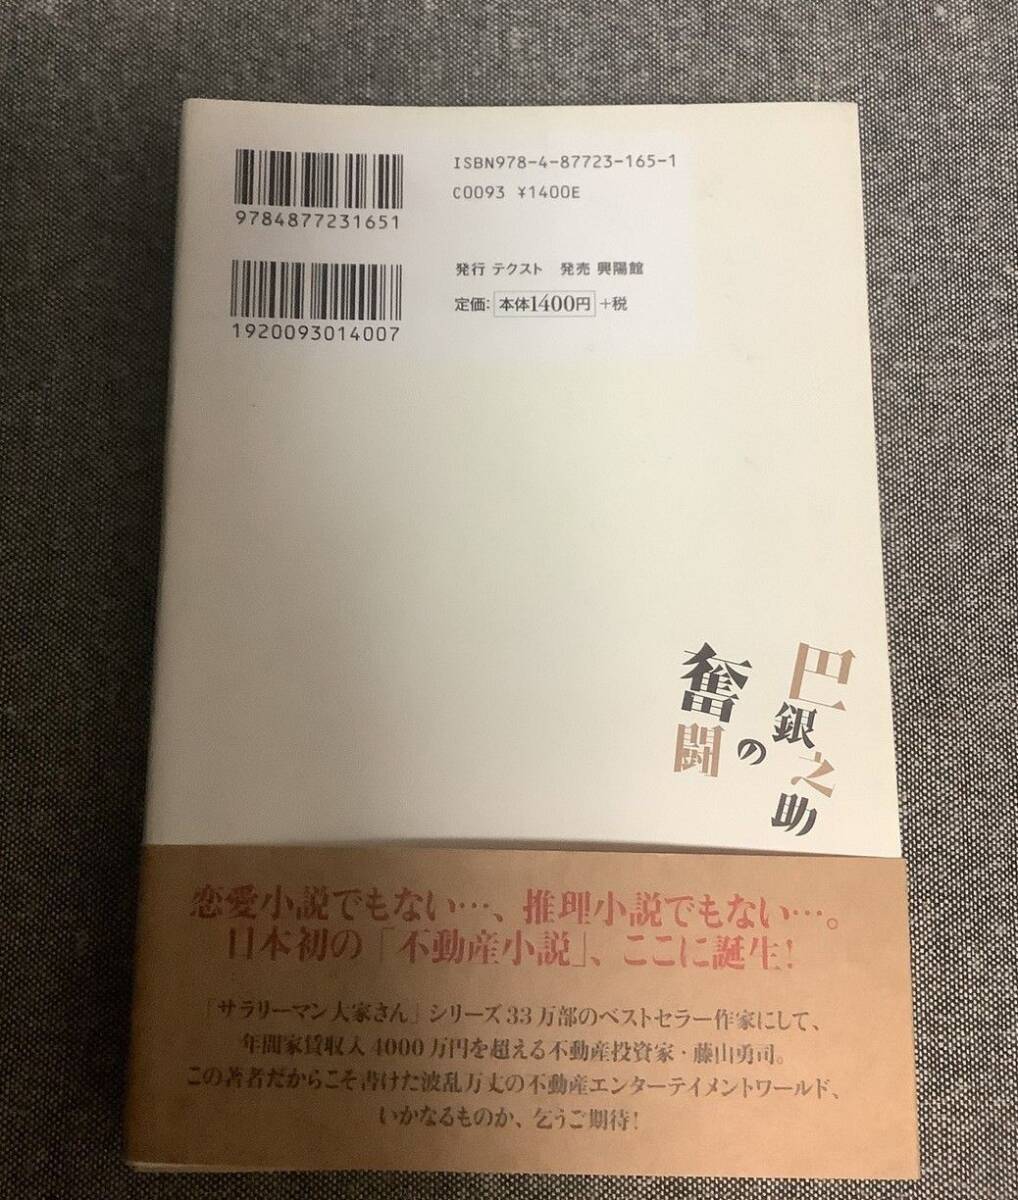 ISBN978-4-87723-165-1
C0093 ¥1400E
9784877231651
発行 テクスト 発売 興陽館
定価: 本体1400円 +税
1920093014007
巴銀之助
の
奮闘
恋愛小説でもない…、推理小説でもない…。
日本初の「不動産小説」、ここに誕生!
「サラリーマン大家さん」シリーズ33万部のベストセラー作家にして、
年間家賃収入4000万円を超える不動産投資家・藤山勇司。
この著者だからこそ書けた波乱万丈の不動産エンターテイメントワールド、
いかなるものか、乞うご期待!